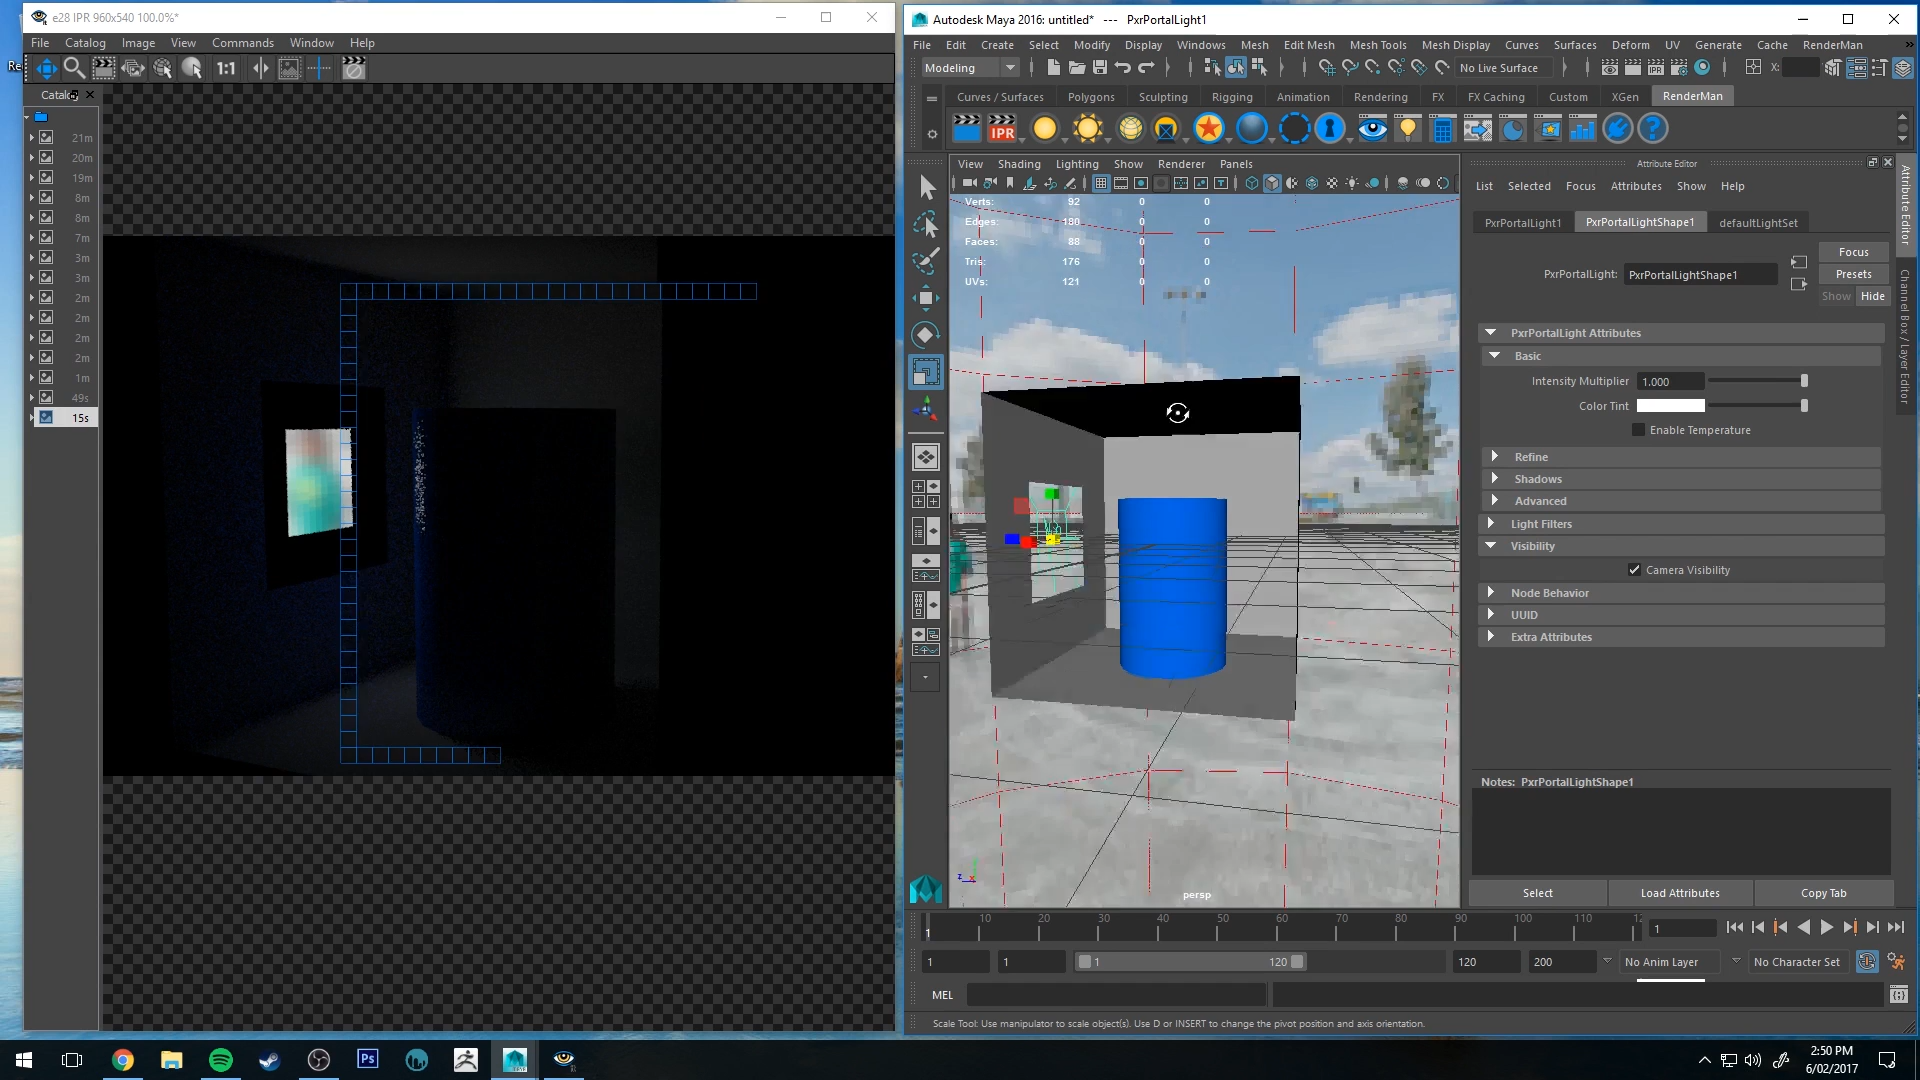 e28 IPR 960x540 100.0%*
File Catalog Image View Commands Window Help
1:1
Catalog
21m
20m
19m
8m
8m
7m
3m
3m
2m
2m
2m
2m
1m
49s
15s
Autodesk Maya 2016: untitled* --- PxrPortalLight1
File Edit Create Select Modify Display Windows Mesh Edit Mesh Mesh Tools Mesh Display Curves Surfaces Deform UV Generate Cache RenderMan
Modeling No Live Surface IPR X:
Curves / Surfaces Polygons Sculpting Rigging Animation Rendering FX FX Caching Custom XGen RenderMan
IPR
View Shading Lighting Show Renderer Panels
Verts: 92 0 0
Edges: 180 0 0
Faces: 88 0 0
Tris: 176 0 0
UVs: 121 0 0
persp
Attribute Editor
List Selected Focus Attributes Show Help
PxrPortalLight1 PxrPortalLightShape1 defaultLightSet
PxrPortalLight: PxrPortalLightShape1
Focus
Presets
Show Hide
PxrPortalLight Attributes
Basic
Intensity Multiplier 1.000
Color Tint
Enable Temperature
Refine
Shadows
Advanced
Light Filters
Visibility
Camera Visibility
Node Behavior
UUID
Extra Attributes
Notes: PxrPortalLightShape1
Select Load Attributes Copy Tab
Attribute Editor
Channel Box / Layer Editor
1 10 20 30 40 50 60 70 80 90 100 110 12 1
1 1 1 120 120 200 No Anim Layer No Character Set
MEL
Scale Tool: Use manipulator to scale object(s). Use D or INSERT to change the pivot position and axis orientation.
Ps
2:50 PM
6/02/2017